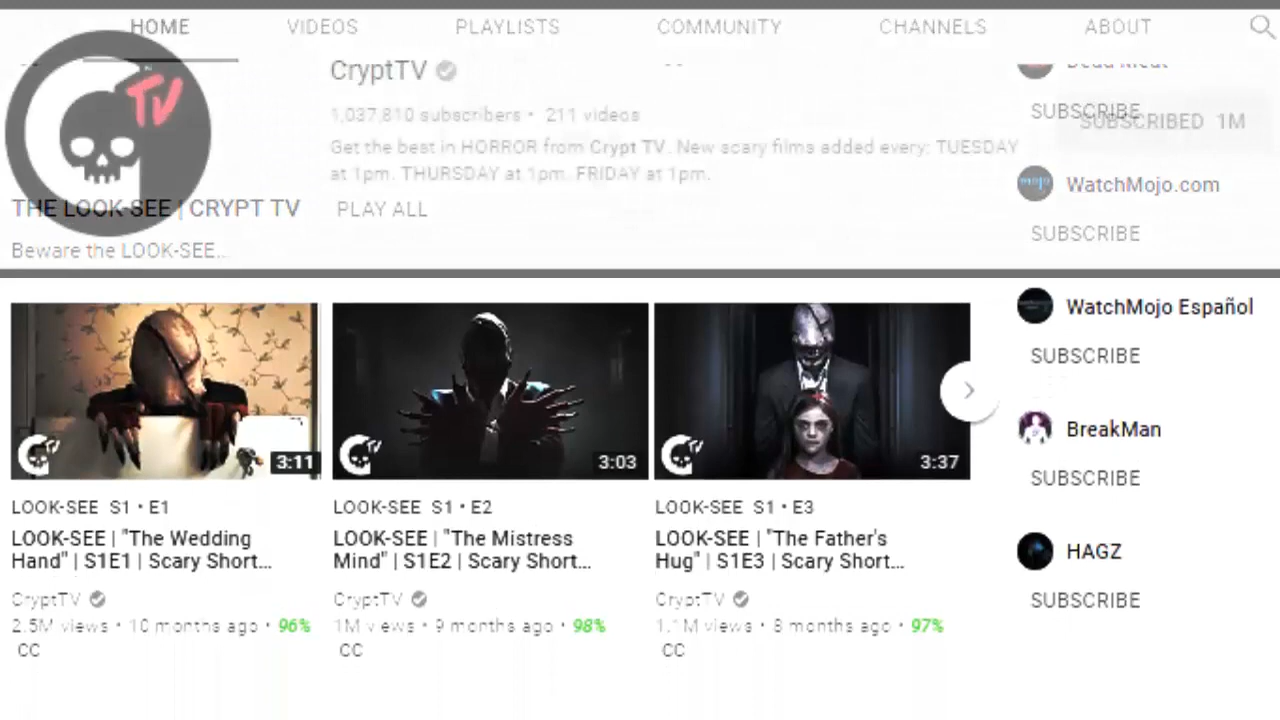 HOME VIDEOS PLAYLISTS COMMUNITY CHANNELS ABOUT
TV
CryptTV
Dead Meat
1,037,810 subscribers • 211 videos
SUBSCRIBE
SUBSCRIBED 1M
Get the best in HORROR from Crypt TV. New scary films added every: TUESDAY
at 1pm. THURSDAY at 1pm. FRIDAY at 1pm.
mojo WatchMojo.com
THE LOOK-SEE | CRYPT TV PLAY ALL
SUBSCRIBE
Beware the LOOK-SEE...
WatchMojo Español
SUBSCRIBE
BreakMan
SUBSCRIBE
HAGZ
SUBSCRIBE
3:11
3:03
3:37
LOOK-SEE S1 • E1
LOOK-SEE | "The Wedding
Hand" | S1E1 | Scary Short...
CryptTV
2.5M views • 10 months ago • 96%
CC
LOOK-SEE S1 • E2
LOOK-SEE | "The Mistress
Mind" | S1E2 | Scary Short...
CryptTV
1M views • 9 months ago • 98%
CC
LOOK-SEE S1 • E3
LOOK-SEE | "The Father's
Hug" | S1E3 | Scary Short...
CryptTV
1.1M views • 8 months ago • 97%
CC